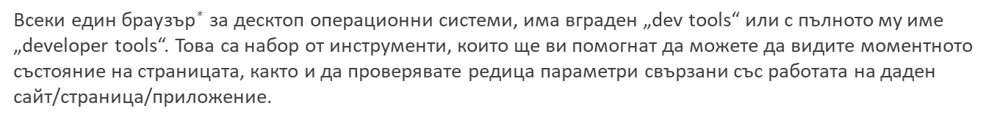 Всеки един браузър* за десктоп операционни системи, има вграден „dev tools“ или с пълното му име
„developer tools“. Това са набор от инструменти, които ще ви помогнат да можете да видите моментното
състояние на страницата, както и да проверявате редица параметри свързани със работата на даден
сайт/страница/приложение.